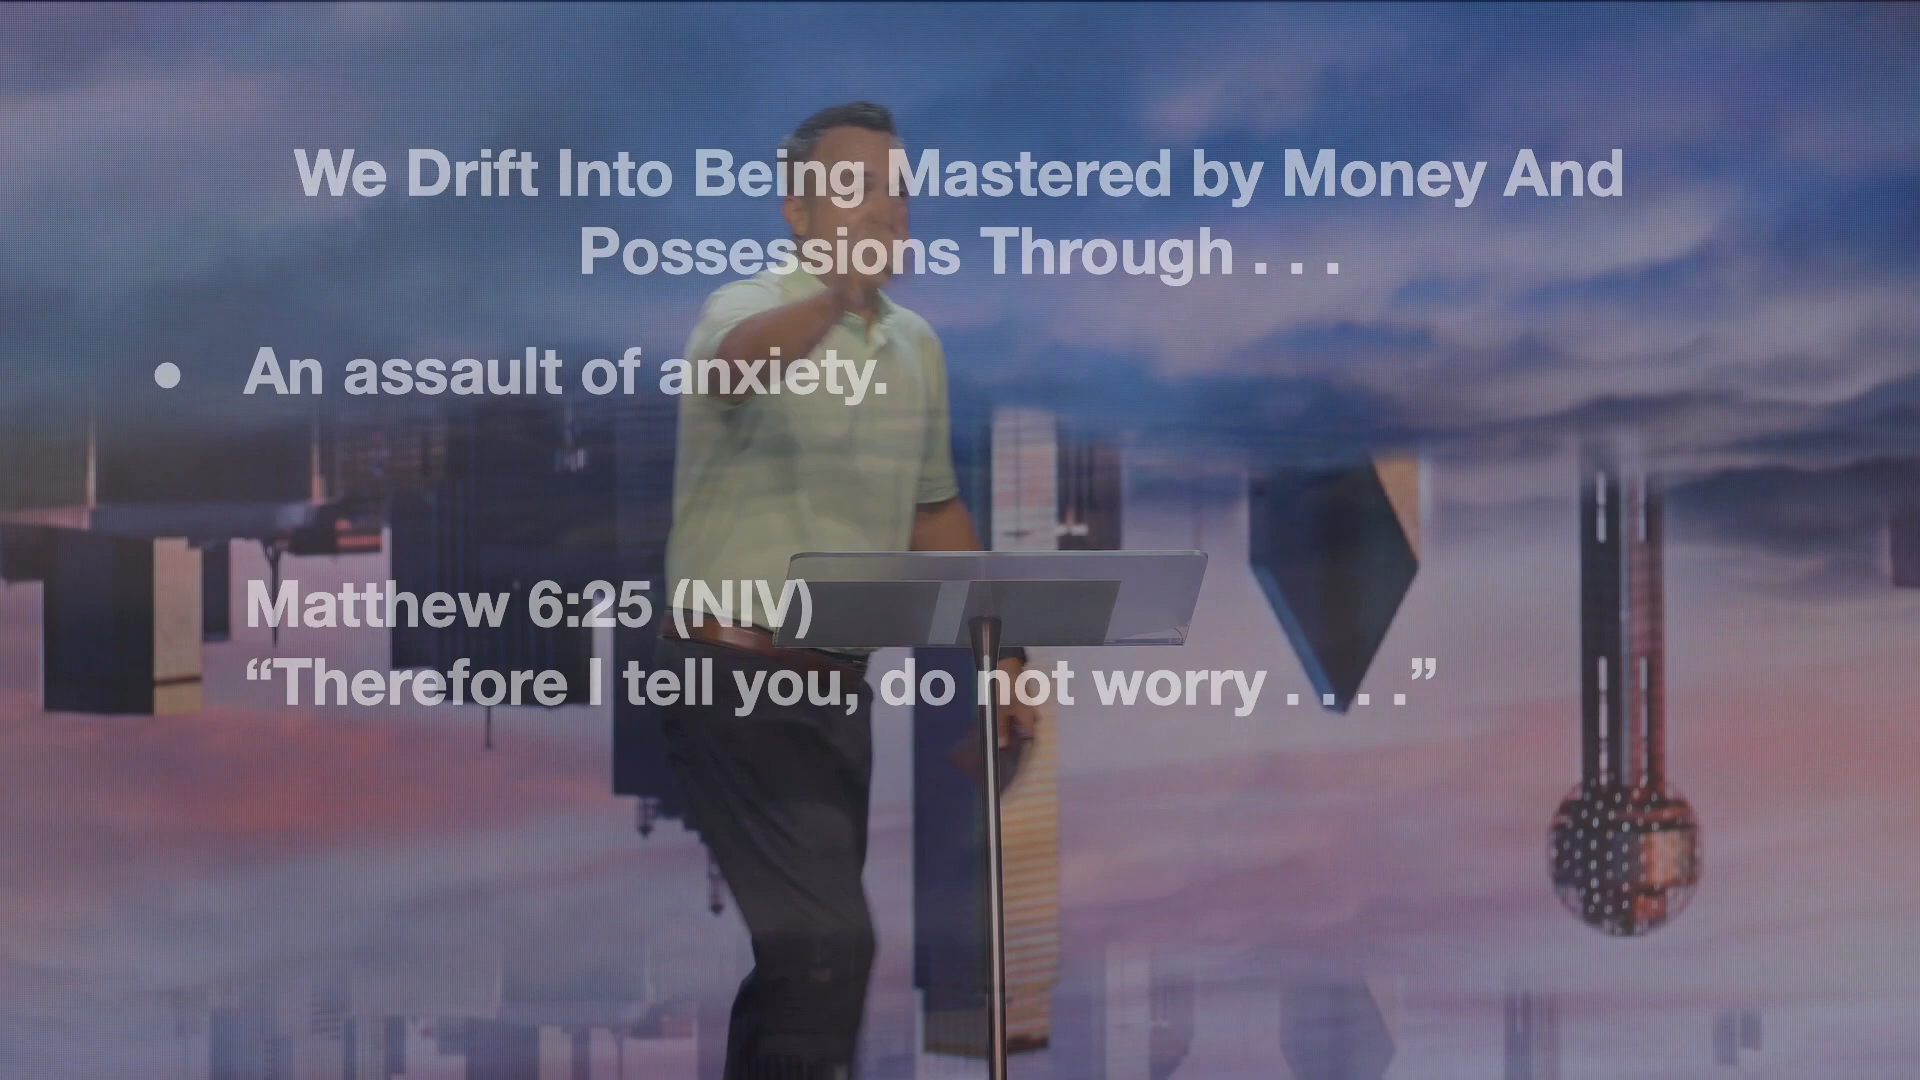 We Drift Into Being Mastered by Money And
Possessions Through . . .
• An assault of anxiety.
Matthew 6:25 (NIV)
“Therefore I tell you, do not worry . . . .”